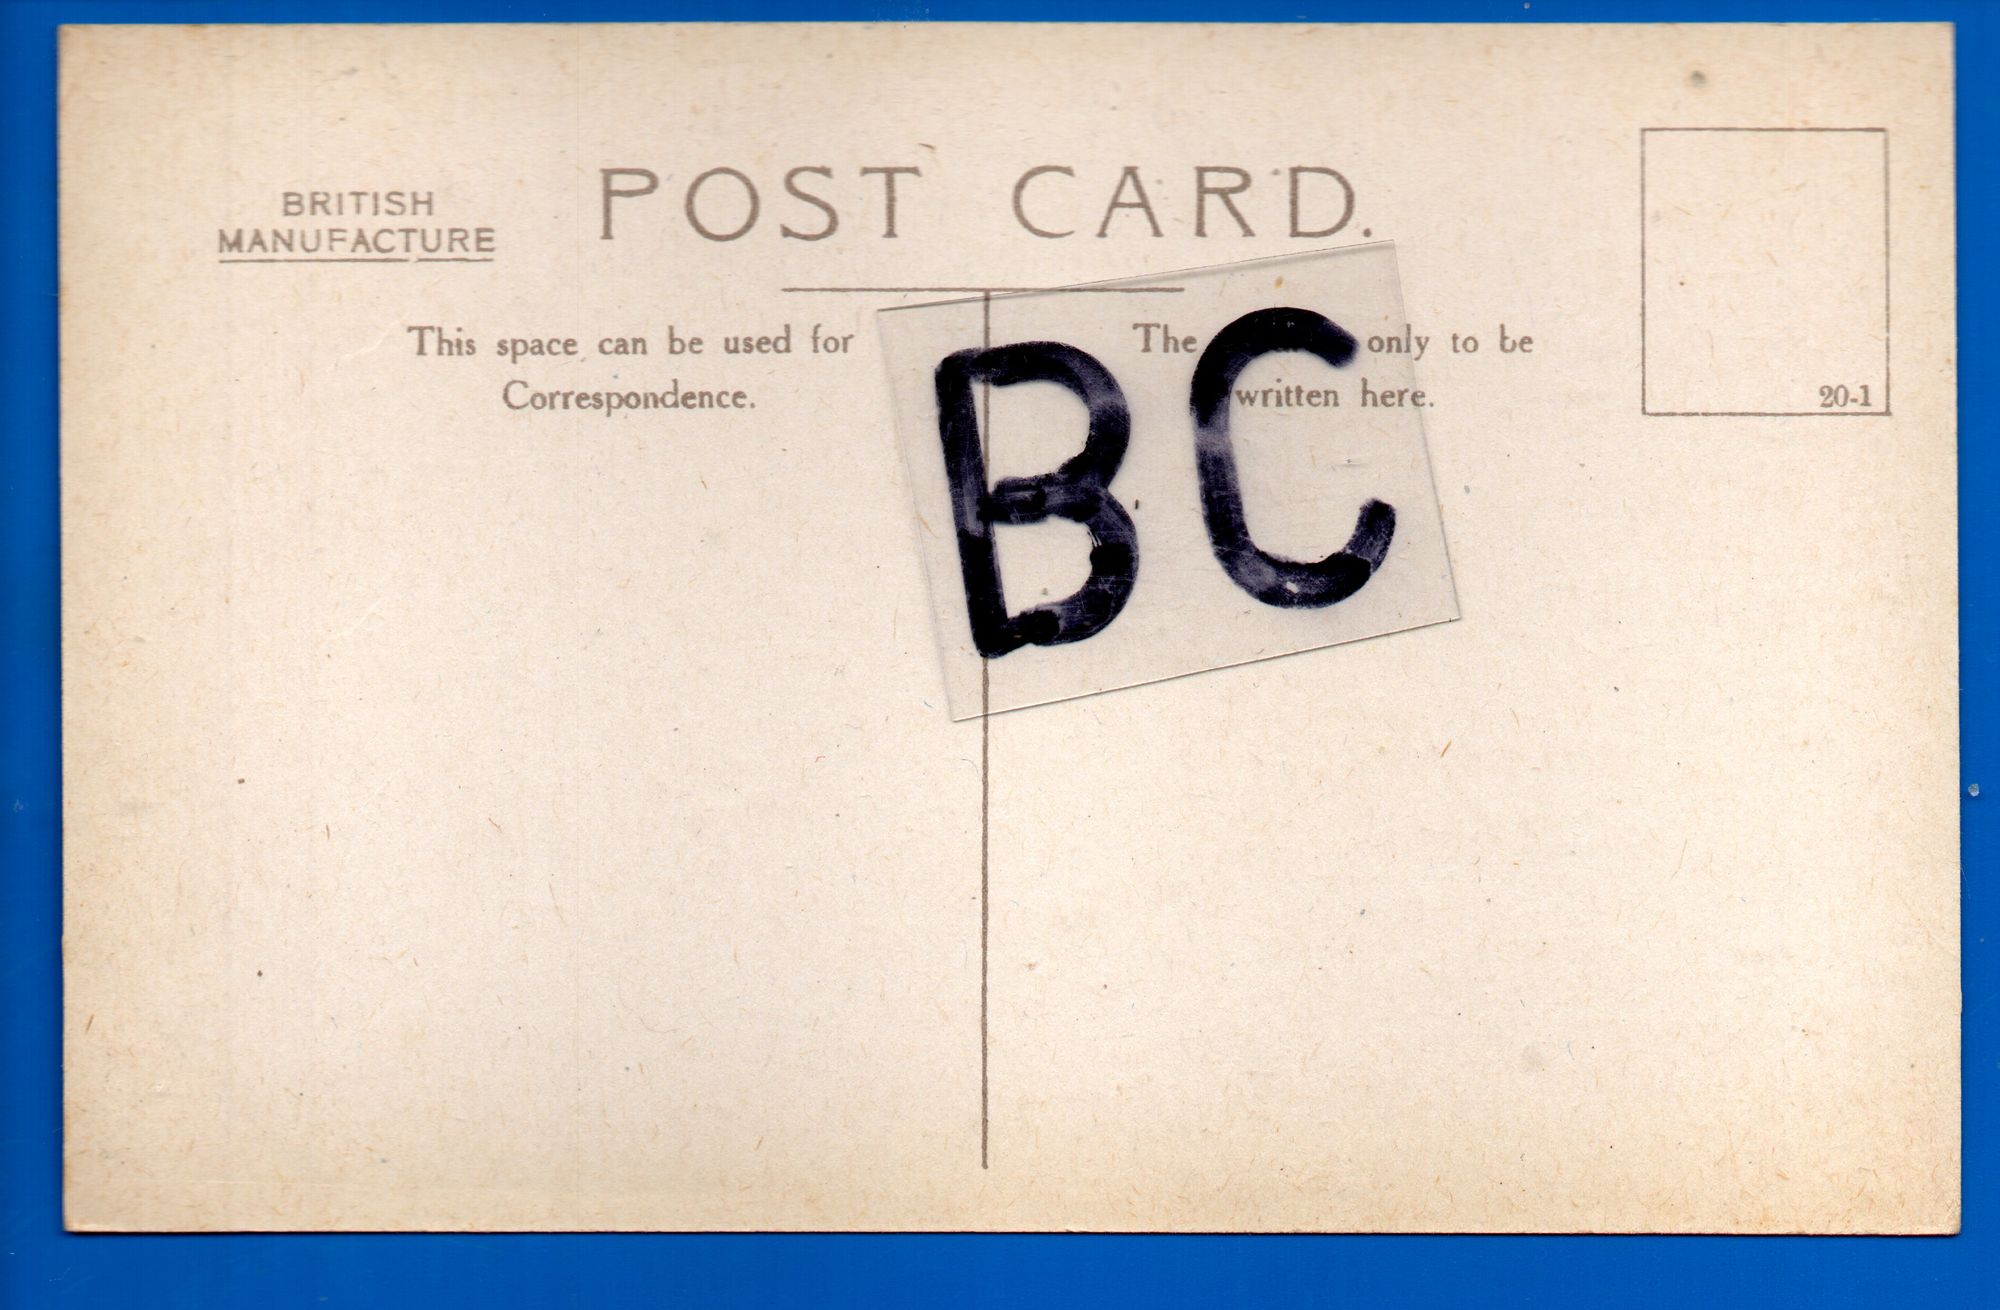 BRITISH
MANUFACTURE
POST CARD.
This space can be used for
Correspondence.
The only to be
written here.
20-1
BC